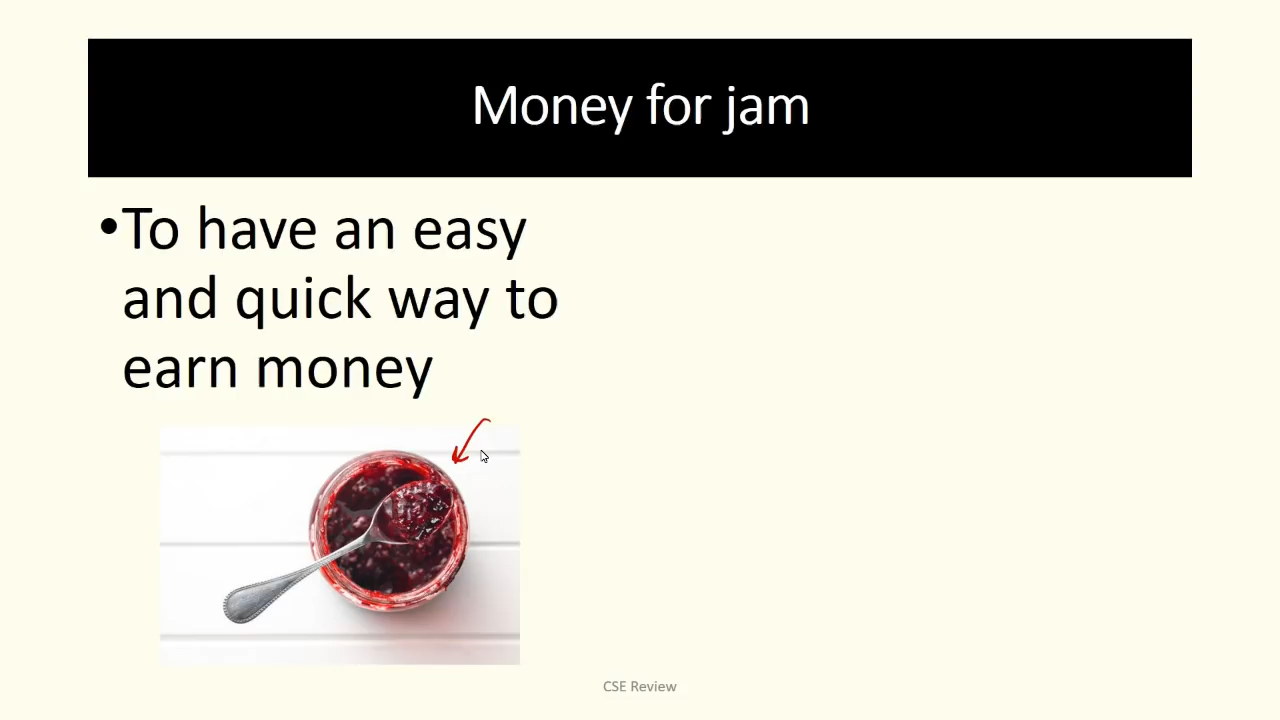 Money for jam
•To have an easy
and quick way to
earn money
CSE Review